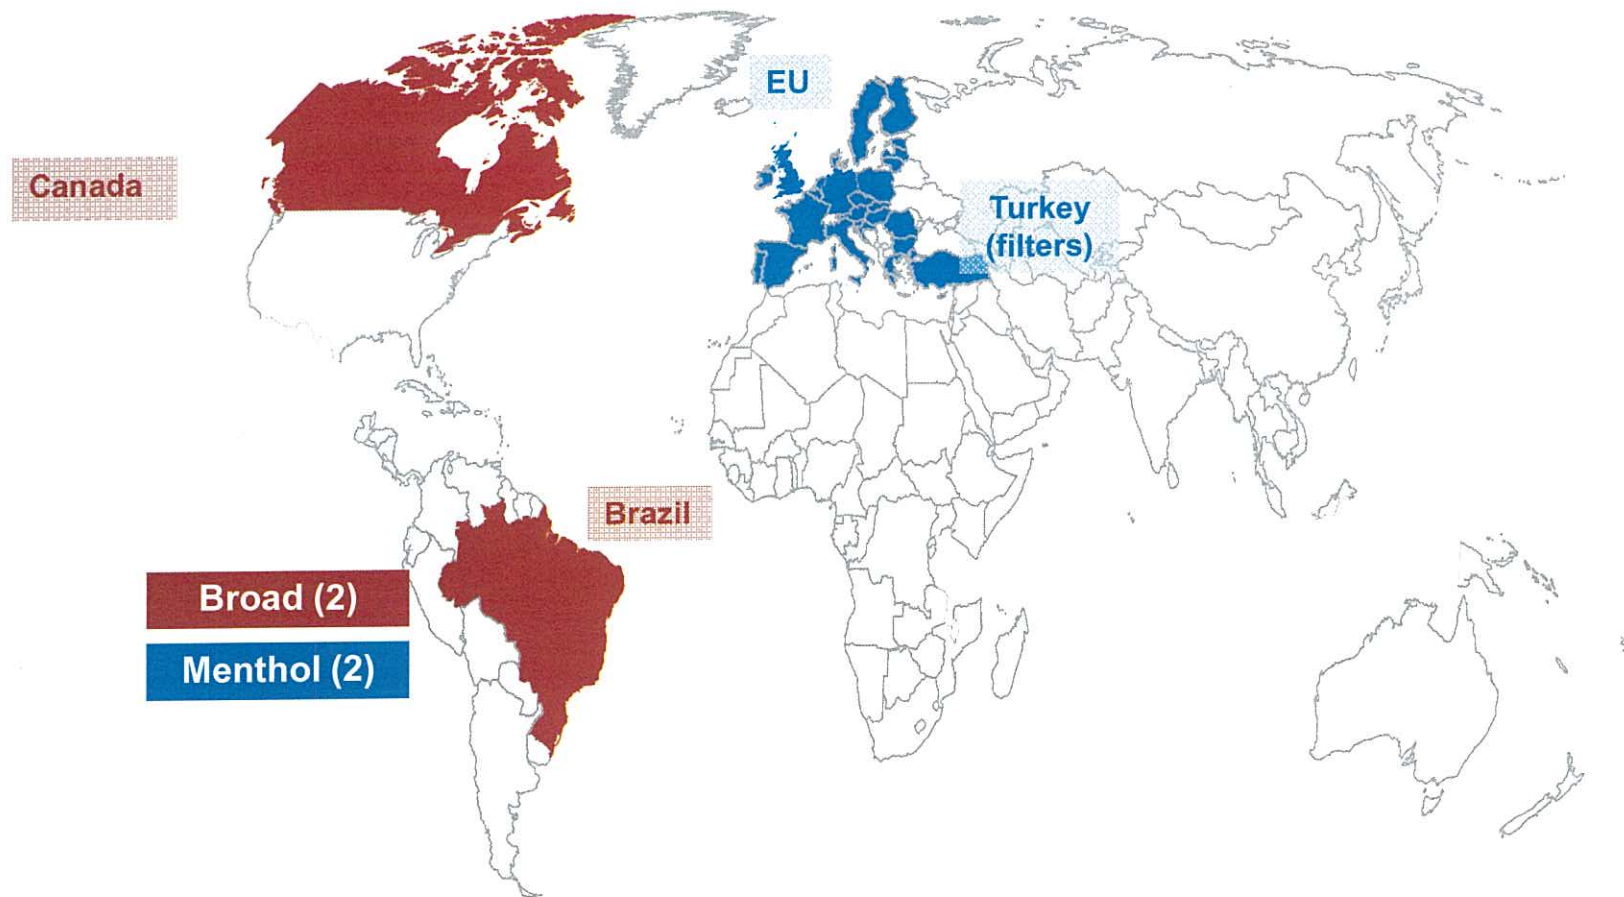 EU
Canada
Turkey
(filters)
Brazil
Broad (2)
Menthol (2)